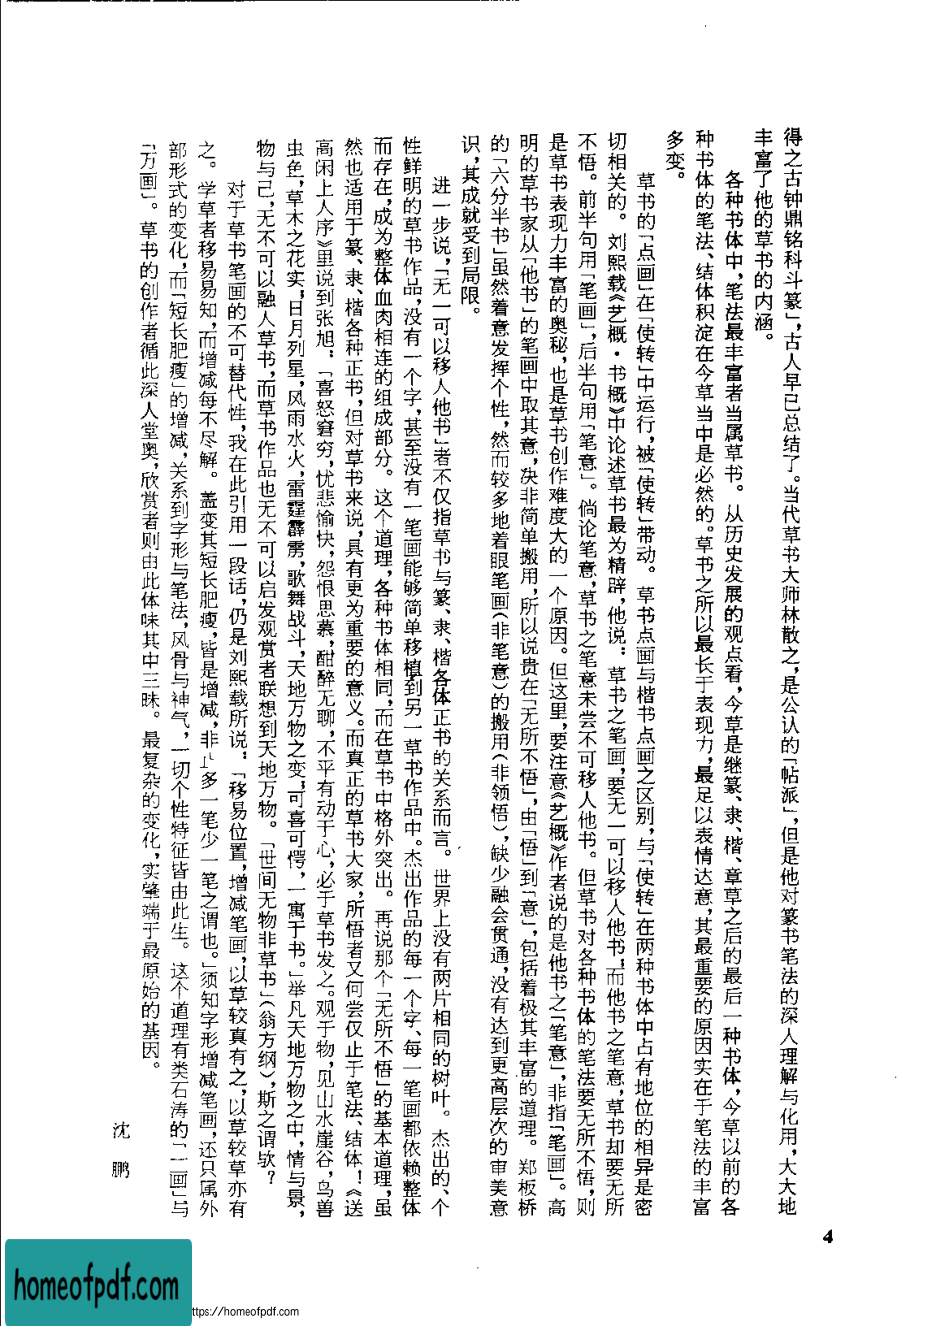 得之古钟鼎铭科斗篆」,古人早已总结了。当代草书大师林散之,是公认的「帖派」,但是他对篆书笔法的深人理解与化用,大大地
丰富了他的草书的内涵。
各种书体中,笔法最丰富者当属草书。从历史发展的观点看,今草是继篆、隶、楷、章草之后的最后一种书体,今草以前的各
种书体的笔法、结体积淀在今草当中是必然的。草书之所以最长于表现力,最足以表情达意,其最重要的原因实在于笔法的丰富
多变。
草书的「点画」在「使转」中运行,被「使转」带动。草书点画与楷书点画之区别,与「使转」在两种书体中占有地位的相异是密
切相关的。刘熙载《艺概·书概》中论述草书最为精辟,他说:草书之笔画,要无一可以移人他书,而他书之笔意,草书却要无所
不悟。前半句用「笔画」,后半句用「笔意」。倘论笔意,草书之笔意未尝不可移人他书。但草书对各种书体的笔法要无所不悟,则
是草书表现力丰富的奥秘,也是草书创作难度大的一个原因。但这里,要注意《艺概》作者说的是他书之「笔意」,非指「笔画」。高
明的草书家从「他书」的笔画中取其意,决非简单搬用,所以说贵在「无所不悟」,由「悟」到「意」,包括着极其丰富的道理。郑板桥
的「六分半书」虽然着意发挥个性,然而较多地着眼笔画(非笔意)的搬用(非领悟),缺少融会贯通,没有达到更高层次的审美意
识,其成就受到局限。
进一步说,「无一可以移人他书」者不仅指草书与篆、隶、楷各体正书的关系而言。世界上没有两片相同的树叶。杰出的、个
性鲜明的草书作品,没有一个字,甚至没有一笔画能够简单移植到另一草书作品中。杰出作品的每一个字、每一笔画都依赖整体
而存在,成为整体血肉相连的组成部分。这个道理,各种书体相同,而在草书中格外突出。再说那个「无所不悟」的基本道理,虽
然也适用于篆、隶、楷各种正书,但对草书来说,具有更为重要的意义。而真正的草书大家,所悟者又何尝仅止于笔法、结体!《送
高闲上人序》里说到张旭:「喜怒窘穷,忧悲愉快,怨恨思慕,酣醉无聊,不平有动于心,必于草书发之。观于物,见山水崖谷,鸟兽
虫鱼,草木之花实,日月列星,风雨水火,雷霆霹雳,歌舞战斗,天地万物之变,可喜可愕,一寓于书。」举凡天地万物之中,情与景,
物与己,无不可以融人草书,而草书作品也无不可以启发观赏者联想到天地万物。「世间无物非草书」(翁方纲),斯之谓欤?
对于草书笔画的不可替代性,我在此引用一段话,仍是刘熙载所说,「移易位置,增减笔画,以草较真有之,以草较草亦有
之。学草者移易易知,而增减每不尽解。盖变其短长肥瘦,皆是增减,非止多一笔少一笔之谓也。」须知字形增减笔画,还只属外
部形式的变化,而「短长肥瘦」的增减,关系到字形与笔法,风骨与神气,一切个性特征皆由此生。这个道理有类石涛的「一画」与
「万画」。草书的创作者循此深人堂奥,欣赏者则由此体味其中三昧。最复杂的变化,实肇端于最原始的基因。
沈鹏
4
homeofpdf.com
https://homeofpdf.com